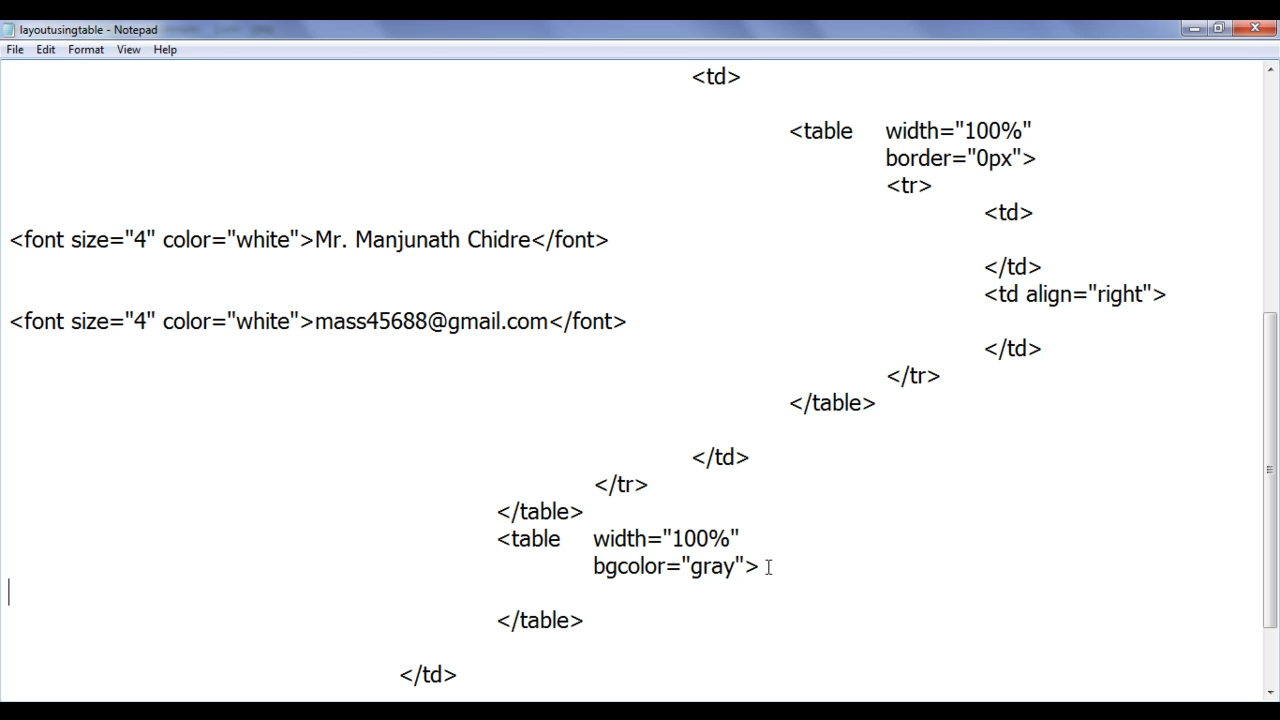 layoutusingtable - Notepad
File Edit Format View Help
<td>
<table width="100%"
border="0px">
<tr>
<td>
<font size="4" color="white">Mr. Manjunath Chidre</font>
</td>
<td align="right">
<font size="4" color="white">mass45688@gmail.com</font>
</td>
</tr>
</table>
</td>
</tr>
</table>
<table width="100%"
bgcolor="gray">
</table>
</td>